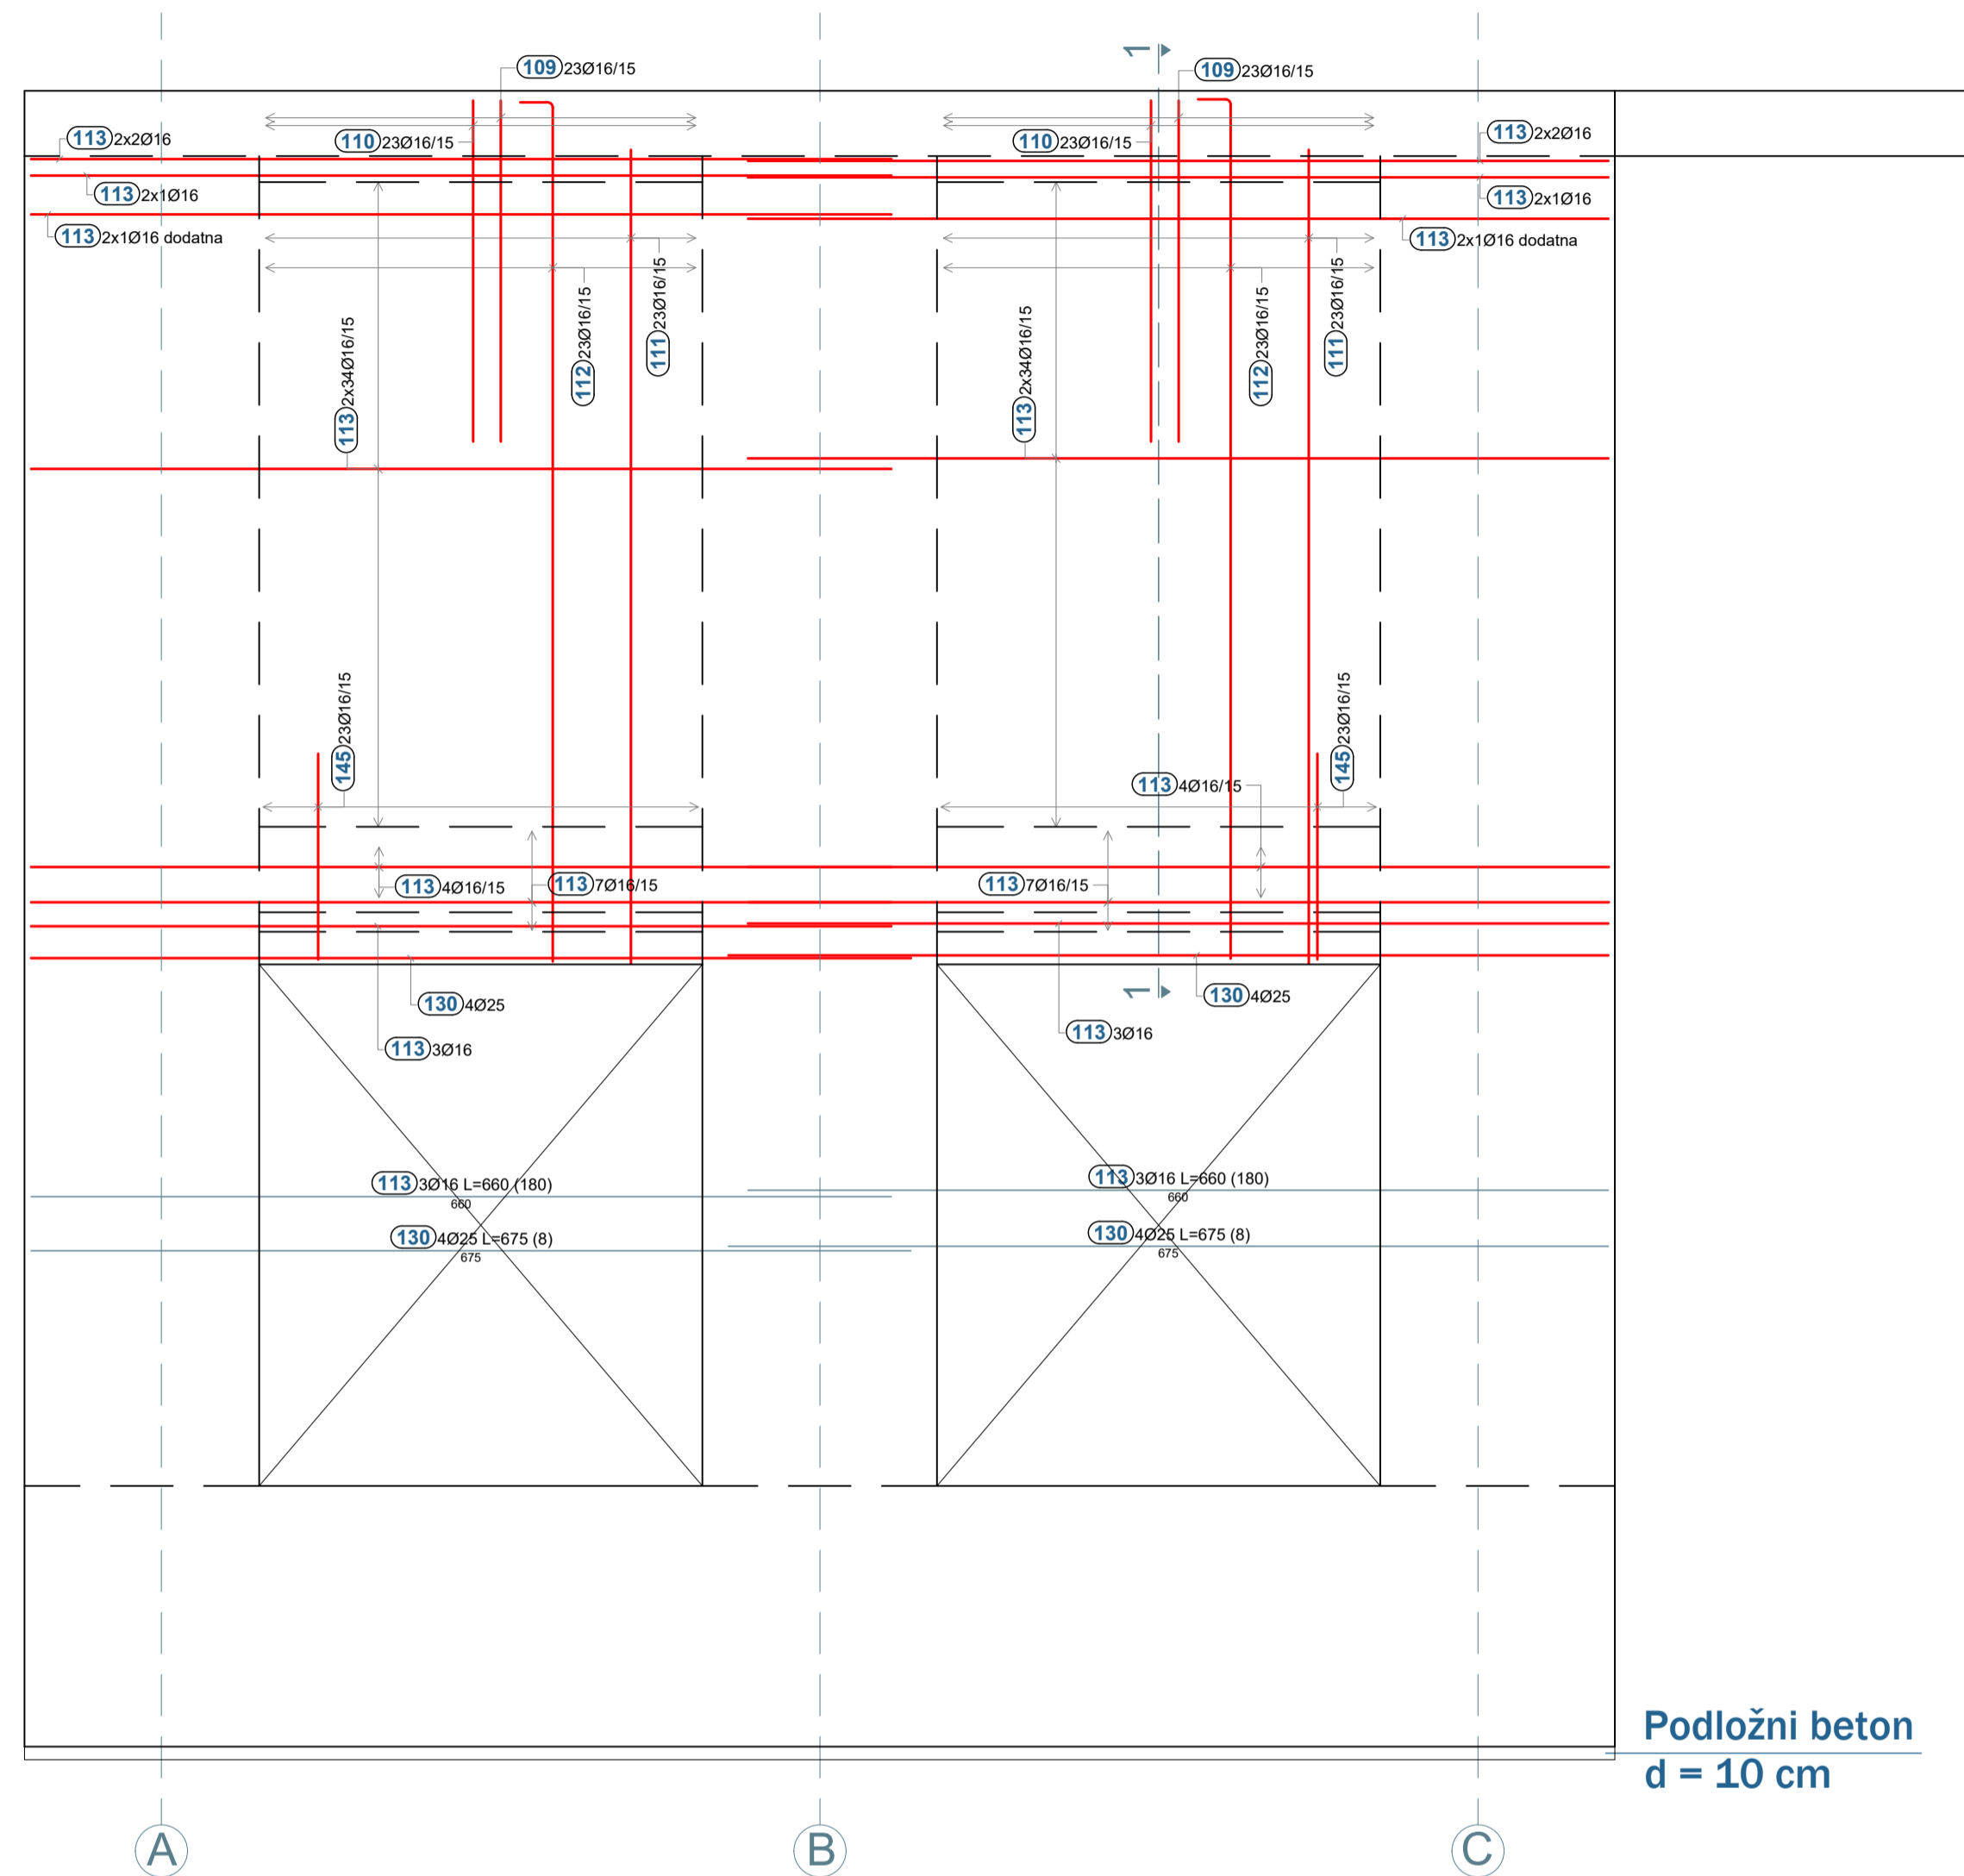 1
109 23Ø16/15
109 23Ø16/15
113 2x2Ø16
110 23Ø16/15
110 23Ø16/15
113 2x2Ø16
113 2x1Ø16
113 2x1Ø16
113 2x1Ø16 dodatna
113 2x1Ø16 dodatna
113 2x34Ø16/15
112 23Ø16/15
111 23Ø16/15
113 2x34Ø16/15
112 23Ø16/15
111 23Ø16/15
145 23Ø16/15
113 4Ø16/15
145 23Ø16/15
113 4Ø16/15
113 7Ø16/15
113 7Ø16/15
130 4Ø25
1
130 4Ø25
113 3Ø16
113 3Ø16
113 3Ø16 L=660 (180)
660
113 3Ø16 L=660 (180)
660
130 4Ø25 L=675 (8)
675
130 4Ø25 L=675 (8)
675
Podložni beton
d = 10 cm
A
B
C